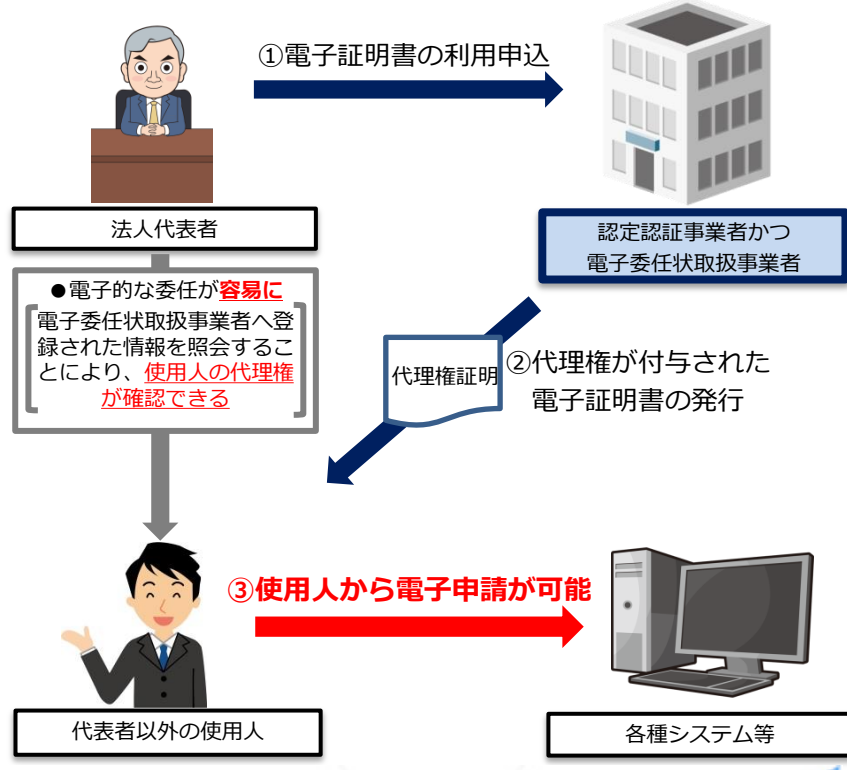 ①電子証明書の利用申込
法人代表者
認定認証事業者かつ
電子委任状取扱事業者
●電子的な委任が容易に
電子委任状取扱事業者へ登
録された情報を照会するこ
とにより、使用人の代理権
が確認できる
代理権証明
②代理権が付与された
電子証明書の発行
③使用人から電子申請が可能
代表者以外の使用人
各種システム等